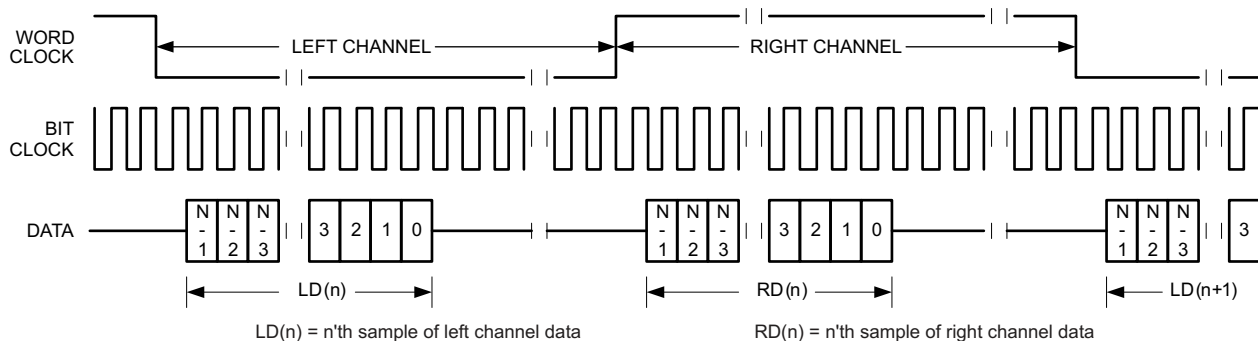 WORD
CLOCK
LEFT CHANNEL
RIGHT CHANNEL
BIT
CLOCK
DATA
N
-
1
N
-
2
N
-
3
3
2
1
0
N
-
1
N
-
2
N
-
3
3
2
1
0
N
-
1
N
-
2
N
-
3
3
LD(n)
RD(n)
LD(n+1)
LD(n) = n'th sample of left channel data
RD(n) = n'th sample of right channel data